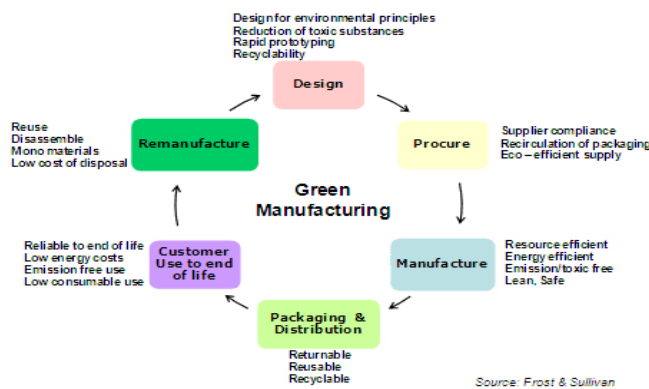 Design for environmental principles
Reduction of toxic substances
Rapid prototyping
Recyclability
Design
Supplier compliance
Recirculation of packaging
Eco – efficient supply
Procure
Resource efficient
Energy efficient
Emission/toxic free
Lean, Safe
Manufacture
Packaging &
Distribution
Returnable
Reusable
Recyclable
Customer
Use to end
of life
Reliable to end of life
Low energy costs
Emission free use
Low consumable use
Remanufacture
Reuse
Disassemble
Mono materials
Low cost of disposal
Green
Manufacturing
Source: Frost & Sullivan